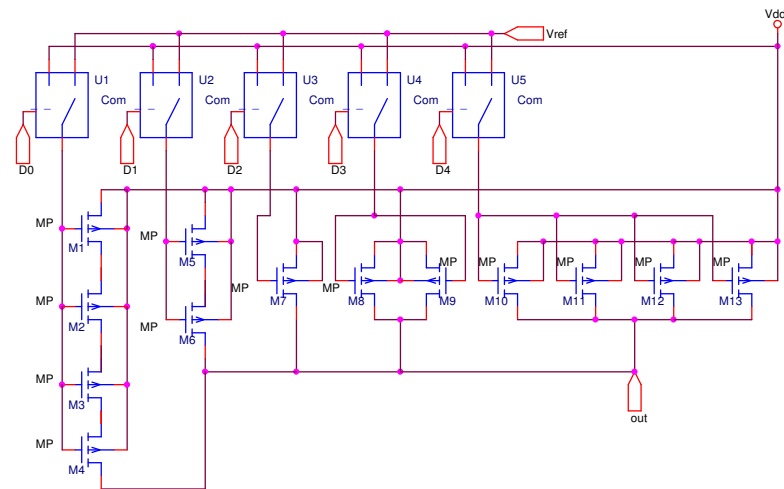 Vdc
Vref
U1 U2 U3 U4 U5
Com Com Com Com Com
D0 D1 D2 D3 D4
MP M1
MP M2
MP M3
MP M4
MP M5
MP M6
MP M7
MP M8
MP M9
MP M10
MP M11
MP M12
MP M13
out